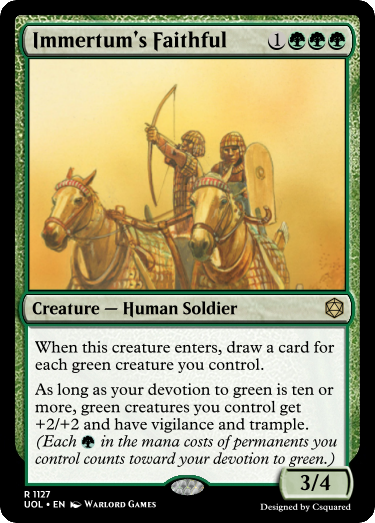 Immertum's Faithful 1
Creature — Human Soldier
When this creature enters, draw a card for
each green creature you control.
As long as your devotion to green is ten or
more, green creatures you control get
+2/+2 and have vigilance and trample.
(Each in the mana costs of permanents you
control counts toward your devotion to green.)
3/4
R 1127
UOL • EN Warlord Games
Designed by Csquared